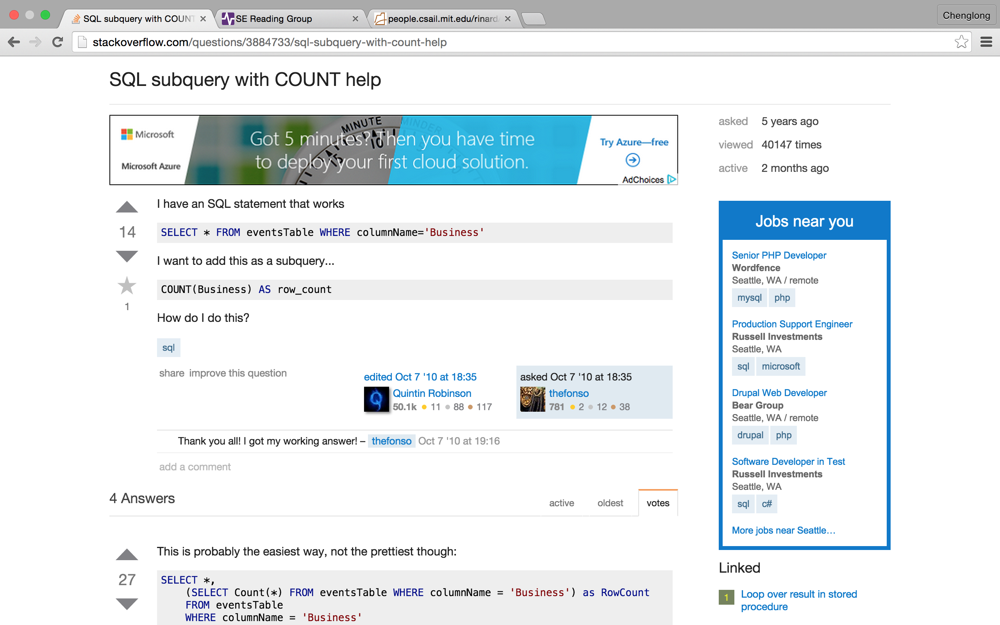 SQL subquery with COUNT
SE Reading Group
people.csail.mit.edu/rinard
Chenglong
stackoverflow.com/questions/3884733/sql-subquery-with-count-help
SQL subquery with COUNT help
Microsoft
Microsoft Azure
MINUTE
MINDER
Got 5 minutes? Then you have time
to deploy your first cloud solution.
Try Azure—free
AdChoices
asked 5 years ago
viewed 40147 times
active 2 months ago
14
I have an SQL statement that works
SELECT * FROM eventsTable WHERE columnName='Business'
I want to add this as a subquery...
COUNT(Business) AS row_count
1
How do I do this?
sql
share improve this question
edited Oct 7 '10 at 18:35
Quintin Robinson
50.1k 11 88 117
asked Oct 7 '10 at 18:35
thefonso
781 2 12 38
Thank you all! I got my working answer! – thefonso Oct 7 '10 at 19:16
add a comment
4 Answers
active oldest votes
27
This is probably the easiest way, not the prettiest though:
SELECT *,
(SELECT Count(*) FROM eventsTable WHERE columnName = 'Business') as RowCount
FROM eventsTable
WHERE columnName = 'Business'
Jobs near you
Senior PHP Developer
Wordfence
Seattle, WA / remote
mysql php
Production Support Engineer
Russell Investments
Seattle, WA
sql microsoft
Drupal Web Developer
Bear Group
Seattle, WA / remote
drupal php
Software Developer in Test
Russell Investments
Seattle, WA
sql c#
More jobs near Seattle…
Linked
1 Loop over result in stored
procedure